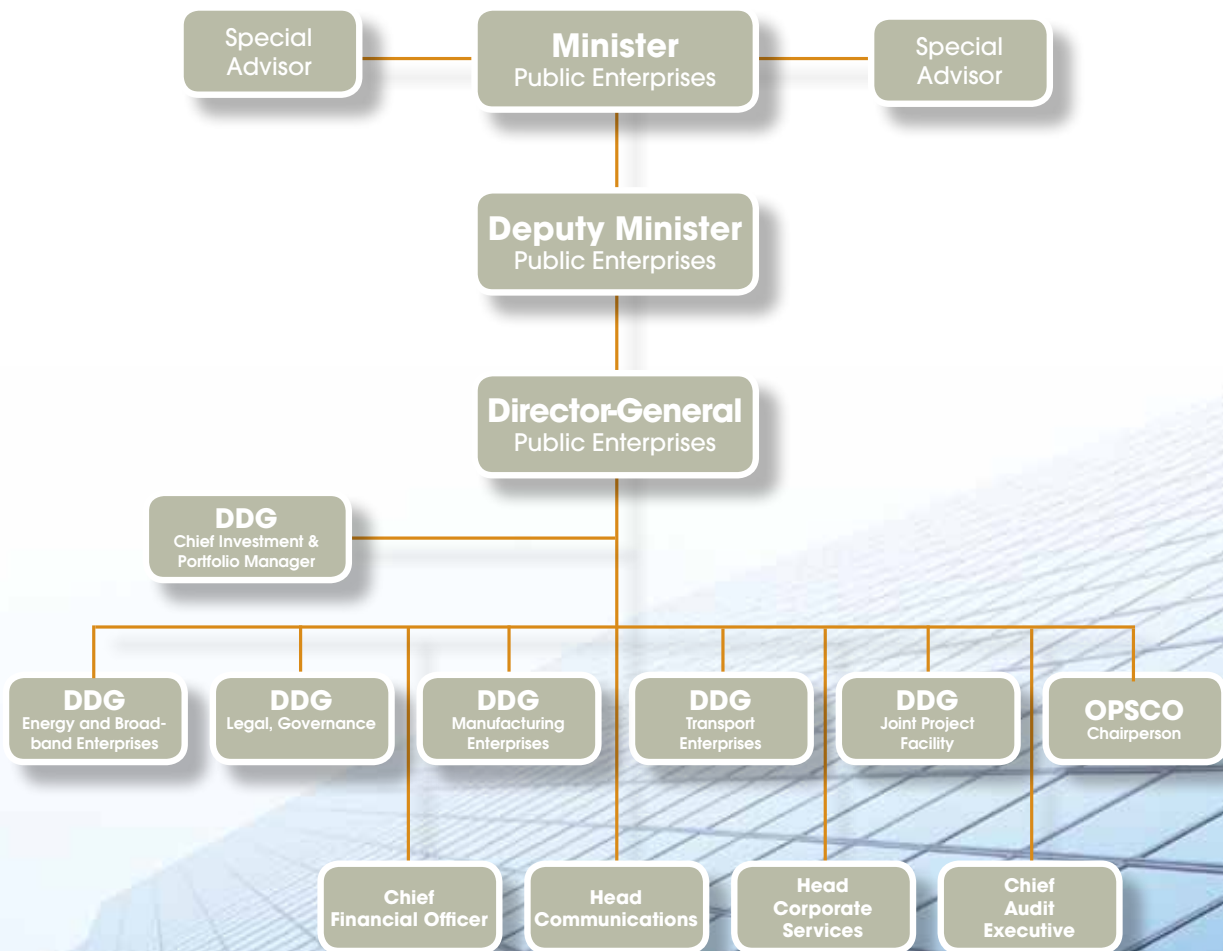 Special
Advisor
Minister
Public Enterprises
Special
Advisor
Deputy Minister
Public Enterprises
Director-General
Public Enterprises
DDG
Chief Investment &
Portfolio Manager
DDG
Energy and Broad-
band Enterprises
DDG
Legal, Governance
DDG
Manufacturing
Enterprises
DDG
Transport
Enterprises
DDG
Joint Project
Facility
OPSCO
Chairperson
Chief
Financial Officer
Head
Communications
Head
Corporate
Services
Chief
Audit
Executive